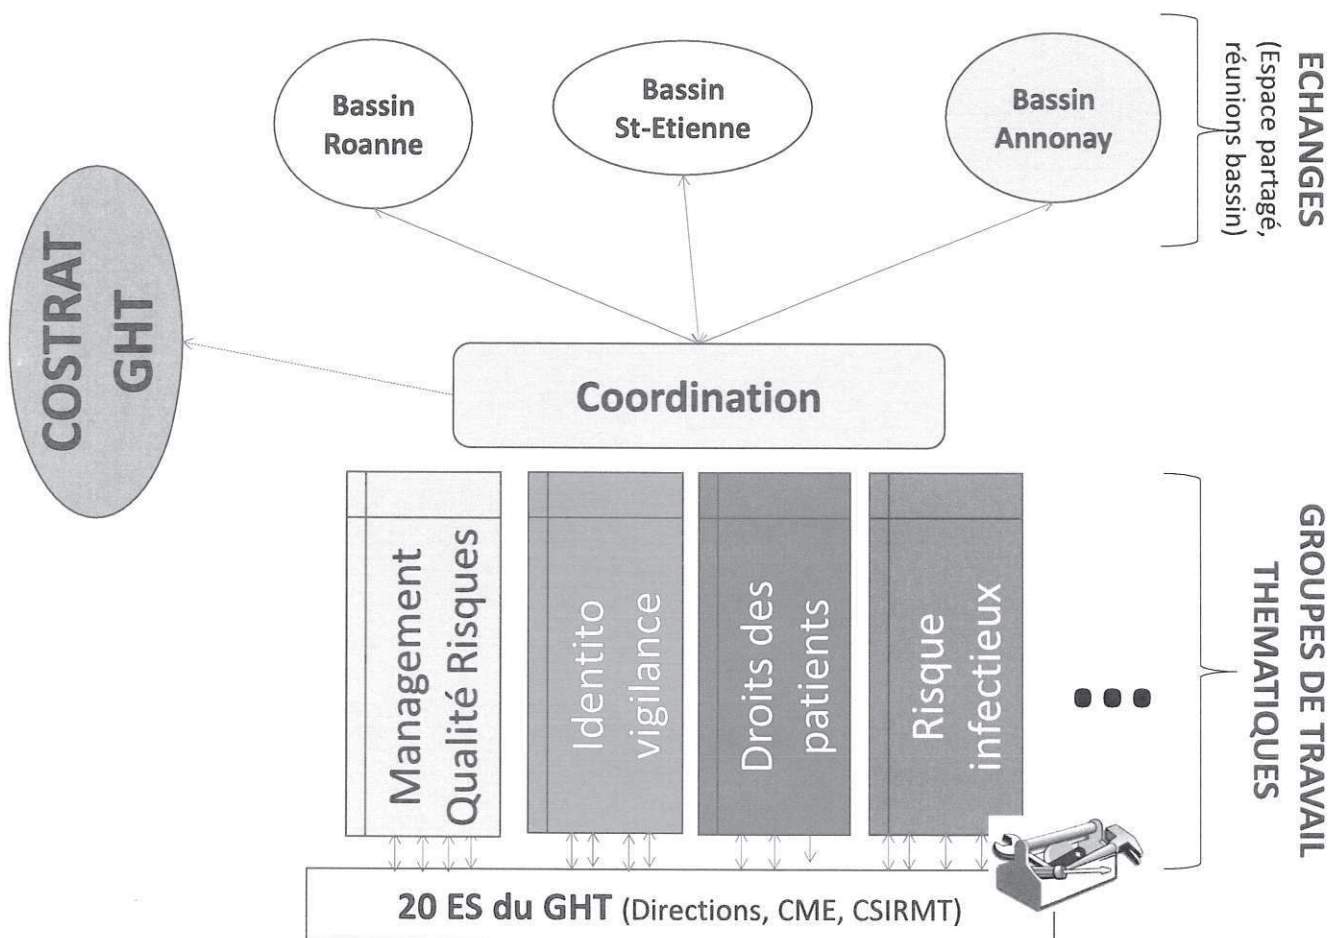 Bassin
Roanne
Bassin
St-Etienne
Bassin
Annonay
ECHANGES
(Espace partagé,
réunions bassin)
COSTRAT
GHT
Coordination
Management
Qualité Risques
Identito
vigilance
Droits des
patients
Risque
infectieux
...
GROUPES DE TRAVAIL
THEMATIQUES
20 ES du GHT (Directions, CME, CSIRMT)